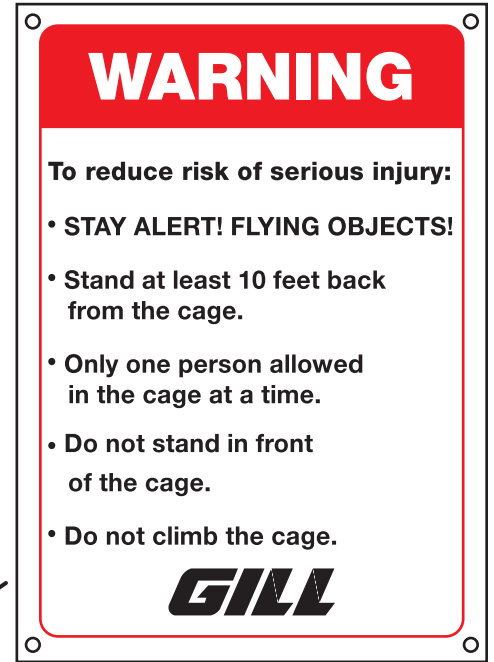 WARNING
To reduce risk of serious injury:
• STAY ALERT! FLYING OBJECTS!
• Stand at least 10 feet back
from the cage.
• Only one person allowed
in the cage at a time.
• Do not stand in front
of the cage.
• Do not climb the cage.
GILL